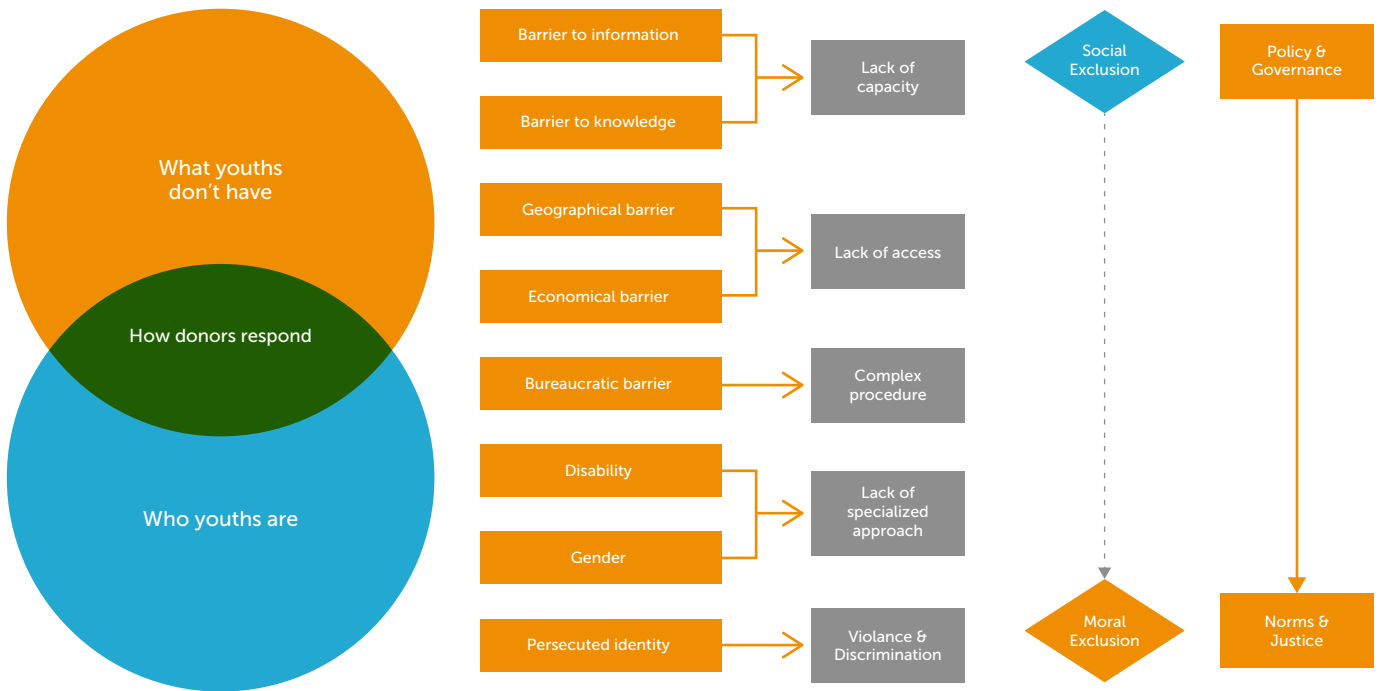 What youths
don't have
How donors respond
Who youths are
Barrier to information
Barrier to knowledge
Geographical barrier
Economical barrier
Bureaucratic barrier
Disability
Gender
Persecuted identity
Lack of
capacity
Lack of access
Complex
procedure
Lack of
specialized
approach
Violance &
Discrimination
Social
Exclusion
Moral
Exclusion
Policy &
Governance
Norms &
Justice